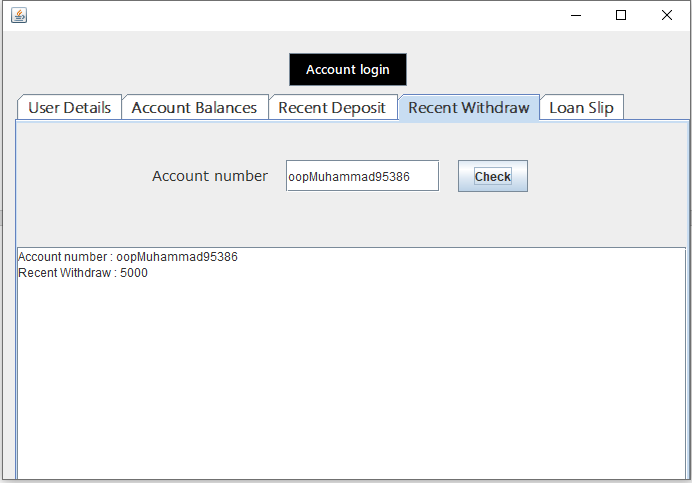 Account login
User Details Account Balances Recent Deposit Recent Withdraw Loan Slip
Account number oopMuhammad95386 Check
Account number : oopMuhammad95386
Recent Withdraw : 5000